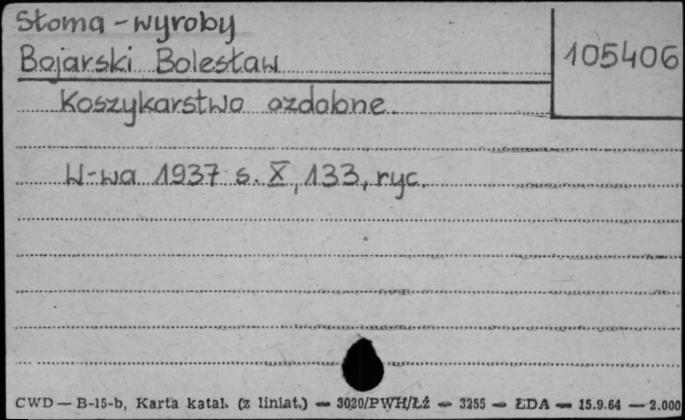 Słoma - wyroby
Bojarski Bolesław
105406
Koszykarstwo ozdobne.
W-wa 1937 s. X, 133, ryc.
CWD — B-15-b, Karta katal. (z liniat.) — 3020/PWH/ŁŻ — 3255 — ŁDA — 15.9.64 — 2.000